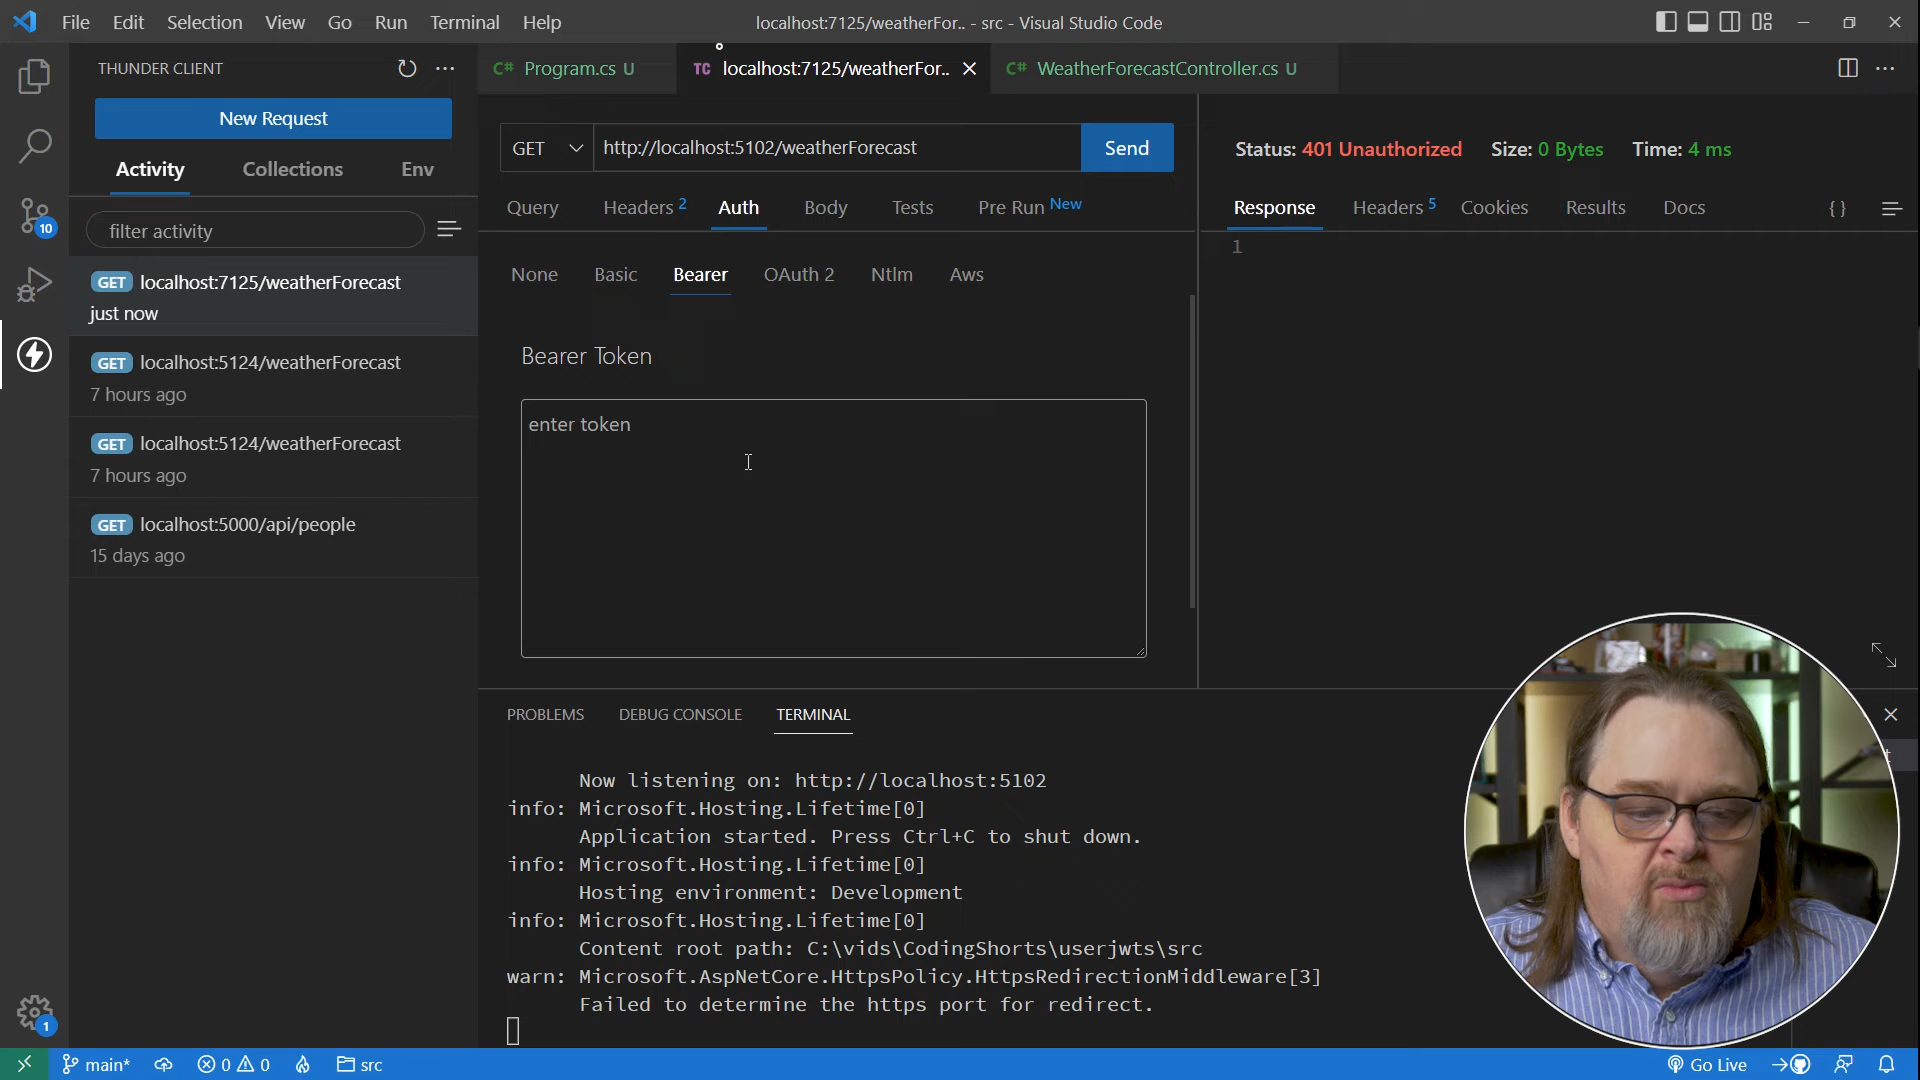 File Edit Selection View Go Run Terminal Help
localhost:7125/weatherFor.. - src - Visual Studio Code
THUNDER CLIENT
New Request
Activity Collections Env
filter activity
GET localhost:7125/weatherForecast
just now
GET localhost:5124/weatherForecast
7 hours ago
GET localhost:5124/weatherForecast
7 hours ago
GET localhost:5000/api/people
15 days ago
C# Program.cs U
TC localhost:7125/weatherFor..
C# WeatherForecastController.cs U
GET http://localhost:5102/weatherForecast Send
Query Headers 2 Auth Body Tests Pre Run New
None Basic Bearer OAuth 2 Ntlm Aws
Bearer Token
enter token
Status: 401 Unauthorized Size: 0 Bytes Time: 4 ms
Response Headers 5 Cookies Results Docs { }
1
PROBLEMS DEBUG CONSOLE TERMINAL
Now listening on: http://localhost:5102
info: Microsoft.Hosting.Lifetime[0]
Application started. Press Ctrl+C to shut down.
info: Microsoft.Hosting.Lifetime[0]
Hosting environment: Development
info: Microsoft.Hosting.Lifetime[0]
Content root path: C:\vids\CodingShorts\userjwts\src
warn: Microsoft.AspNetCore.HttpsPolicy.HttpsRedirectionMiddleware[3]
Failed to determine the https port for redirect.
10
1
main* 0 0 src
Go Live